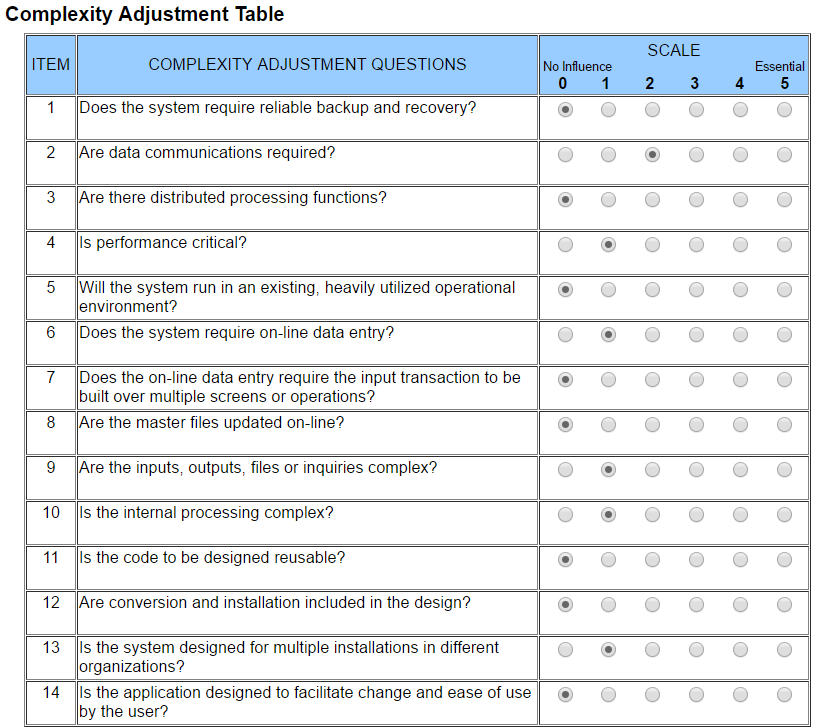 Complexity Adjustment Table
ITEM
COMPLEXITY ADJUSTMENT QUESTIONS
SCALE
No Influence
Essential
0 1 2 3 4 5
1 Does the system require reliable backup and recovery?
2 Are data communications required?
3 Are there distributed processing functions?
4 Is performance critical?
5 Will the system run in an existing, heavily utilized operational
environment?
6 Does the system require on-line data entry?
7 Does the on-line data entry require the input transaction to be
built over multiple screens or operations?
8 Are the master files updated on-line?
9 Are the inputs, outputs, files or inquiries complex?
10 Is the internal processing complex?
11 Is the code to be designed reusable?
12 Are conversion and installation included in the design?
13 Is the system designed for multiple installations in different
organizations?
14 Is the application designed to facilitate change and ease of use
by the user?